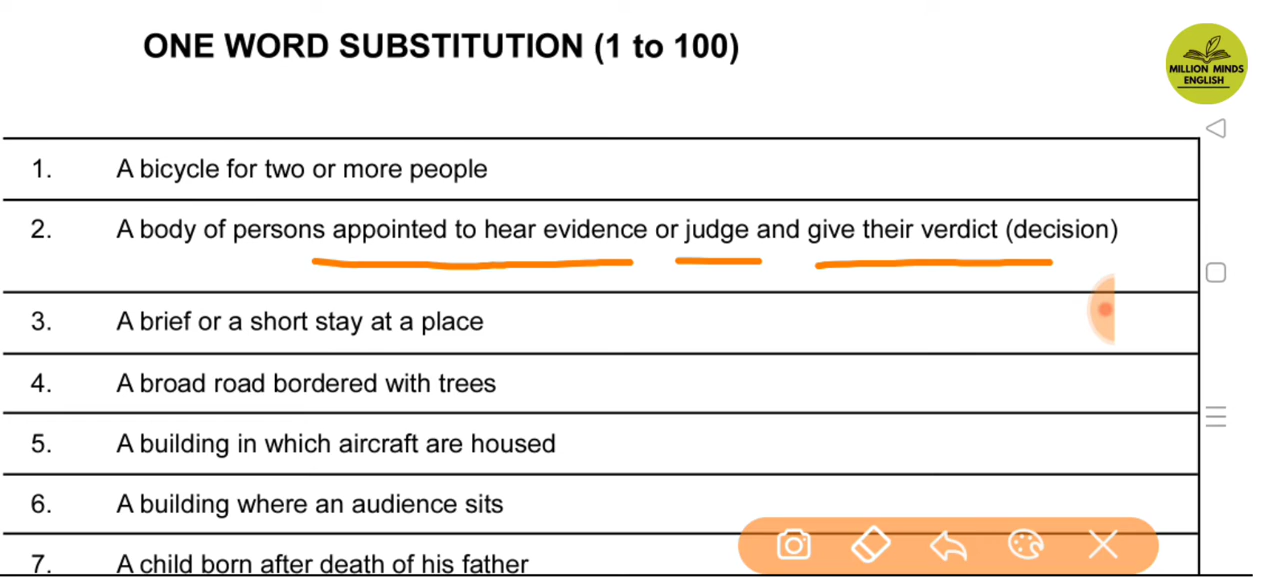 ONE WORD SUBSTITUTION (1 to 100)
MILLION MINDS
ENGLISH
1. A bicycle for two or more people
2. A body of persons appointed to hear evidence or judge and give their verdict (decision)
3. A brief or a short stay at a place
4. A broad road bordered with trees
5. A building in which aircraft are housed
6. A building where an audience sits
7. A child born after death of his father